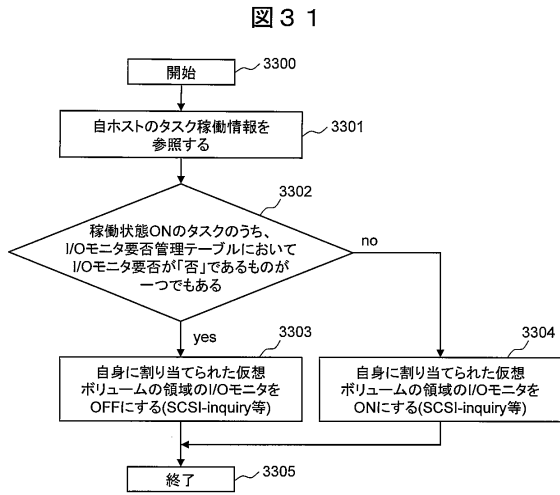 図31
開始
3300
自ホストのタスク稼働情報を
参照する
3301
3302
稼働状態ONのタスクのうち、
I/Oモニタ要否管理テーブルにおいて
I/Oモニタ要否が「否」であるものが
一つでもある
no
yes
3303
自身に割り当てられた仮想
ボリュームの領域のI/Oモニタを
OFFにする(SCSI-inquiry等)
3304
自身に割り当てられた仮想
ボリュームの領域のI/Oモニタを
ONにする(SCSI-inquiry等)
終了
3305